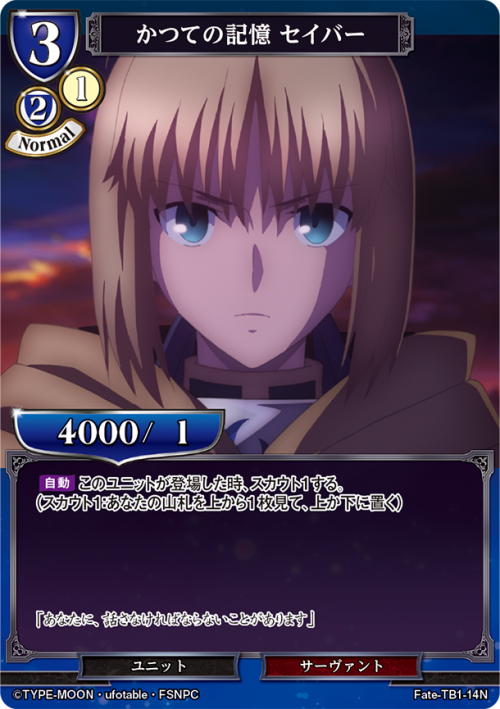 3
かつての記憶 セイバー
2
1
Normal
4000/ 1
自動 このユニットが登場した時、スカウト1する。
(スカウト1:あなたの山札を上から1枚見て、上か下に置く)
「あなたに、話さなければならないことがあります」
ユニット
サーヴァント
©TYPE-MOON・ufotable・FSNPC
Fate-TB1-14N